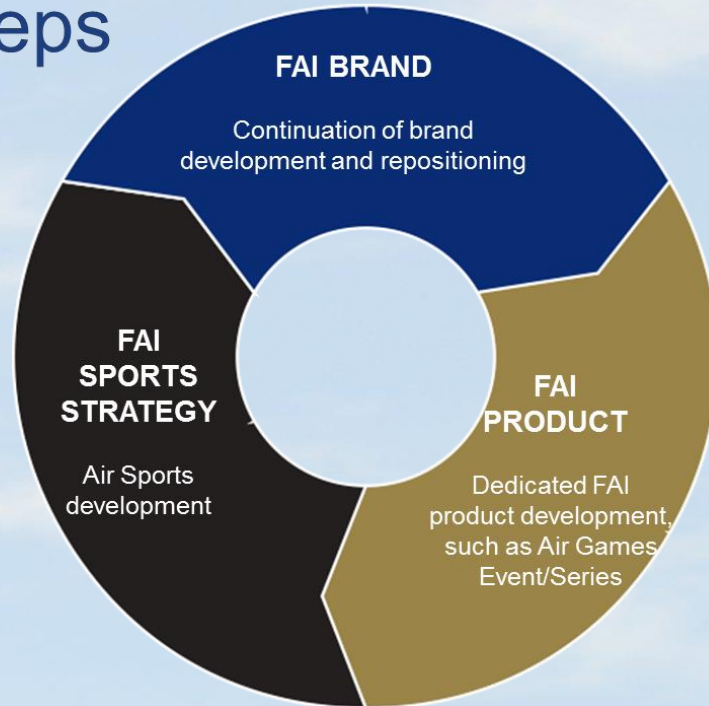 eps
FAI BRAND
Continuation of brand
development and repositioning
FAI
SPORTS
STRATEGY
Air Sports
development
FAI
PRODUCT
Dedicated FAI
product development,
such as Air Games
Event/Series